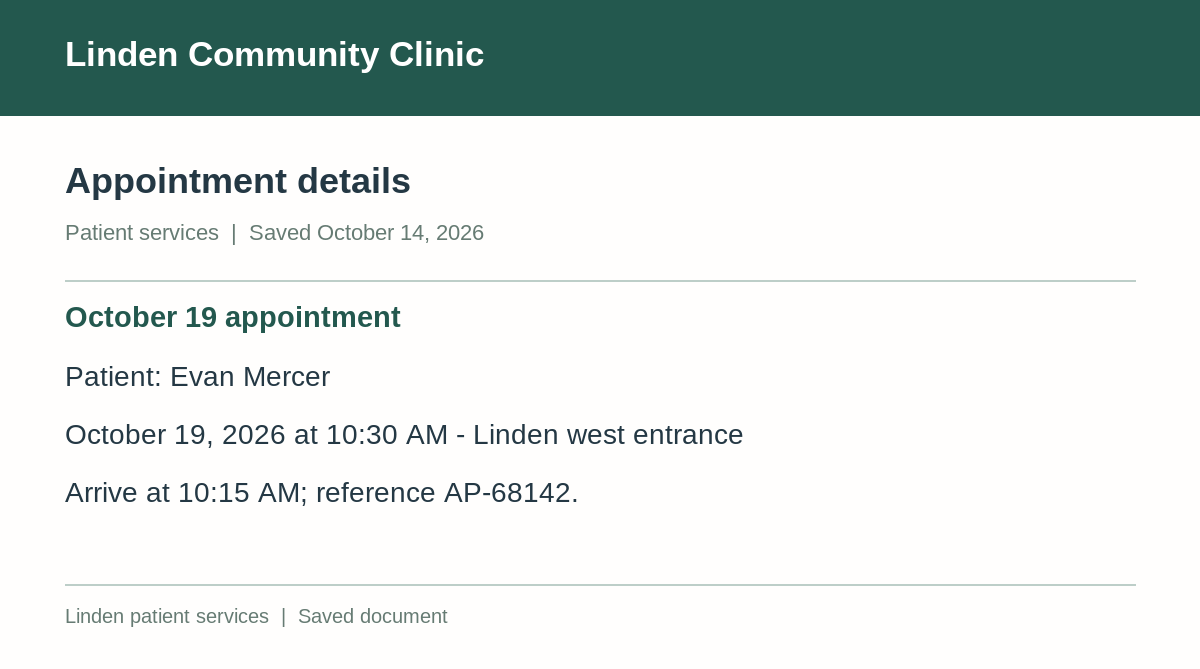 Linden Community Clinic
Appointment details
Patient services | Saved October 14, 2026
October 19 appointment
Patient: Evan Mercer
October 19, 2026 at 10:30 AM - Linden west entrance
Arrive at 10:15 AM; reference AP-68142.
Linden patient services | Saved document